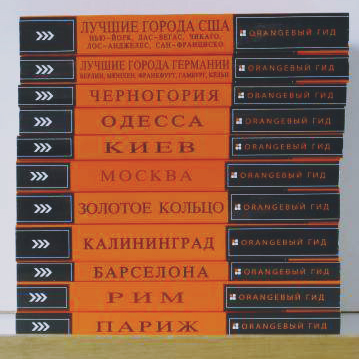 ЛУЧШИЕ ГОРОДА США
НЬЮ-ЙОРК, ЛАС-ВЕГАС, ЧИКАГО,
ЛОС-АНДЖЕЛЕС, САН-ФРАНЦИСКО
ORANGEВЫЙ ГИД
ЛУЧШИЕ ГОРОДА ГЕРМАНИИ
БЕРЛИН, МЮНХЕН, ФРАНКФУРТ, ГАМБУРГ, КЁЛЬН
ORANGEВЫЙ ГИД
ЧЕРНОГОРИЯ
ORANGEВЫЙ ГИД
ОДЕССА
ORANGEВЫЙ ГИД
КИЕВ
ORANGEВЫЙ ГИД
МОСКВА
ORANGEВЫЙ ГИД
ЗОЛОТОЕ КОЛЬЦО
ORANGEВЫЙ ГИД
КАЛИНИНГРАД
ORANGEВЫЙ ГИД
БАРСЕЛОНА
ORANGEВЫЙ ГИД
РИМ
ORANGEВЫЙ ГИД
ПАРИЖ
ORANGEВЫЙ ГИД